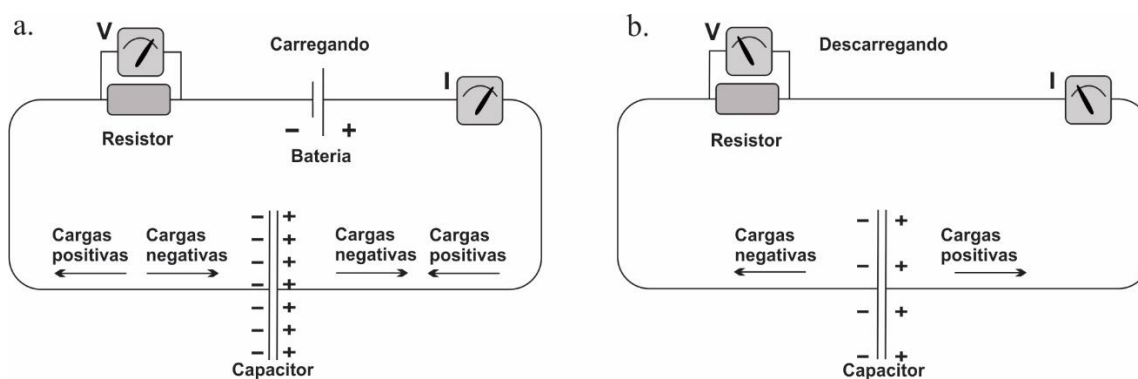 a.
V
Carregando
I
Resistor
− +
Bateria
Cargas
positivas
Cargas
negativas
− +
− +
− +
− +
− +
− +
− +
Cargas
negativas
Cargas
positivas
Capacitor
b.
V
Descarregando
I
Resistor
Cargas
negativas
− +
− +
− +
− +
Cargas
positivas
Capacitor